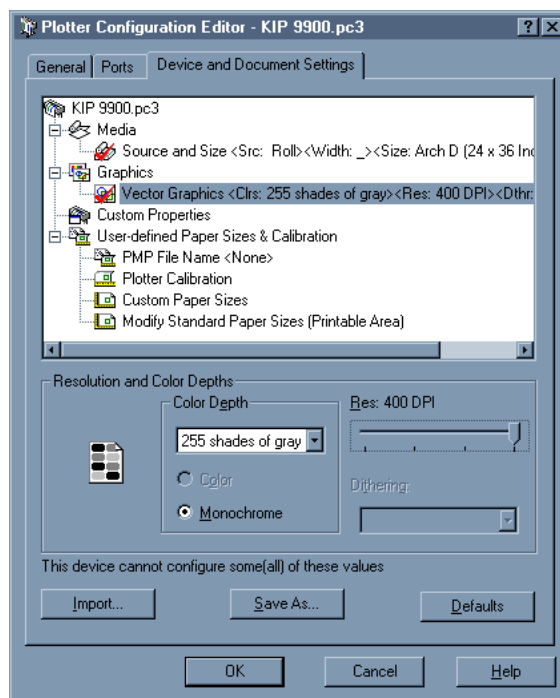 Plotter Configuration Editor - KIP 9900.pc3
General Ports Device and Document Settings
KIP 9900.pc3
Media
Source and Size <Src: Roll><Width: _><Size: Arch D (24 x 36 Inc
Graphics
Vector Graphics <Clrs: 255 shades of gray><Res: 400 DPI><Dthr:
Custom Properties
User-defined Paper Sizes & Calibration
PMP File Name <None>
Plotter Calibration
Custom Paper Sizes
Modify Standard Paper Sizes (Printable Area)
Resolution and Color Depths
Color Depth
Res: 400 DPI
255 shades of gray
Color
Dithering:
Monochrome
This device cannot configure some(all) of these values
Import... Save As... Defaults
OK Cancel Help